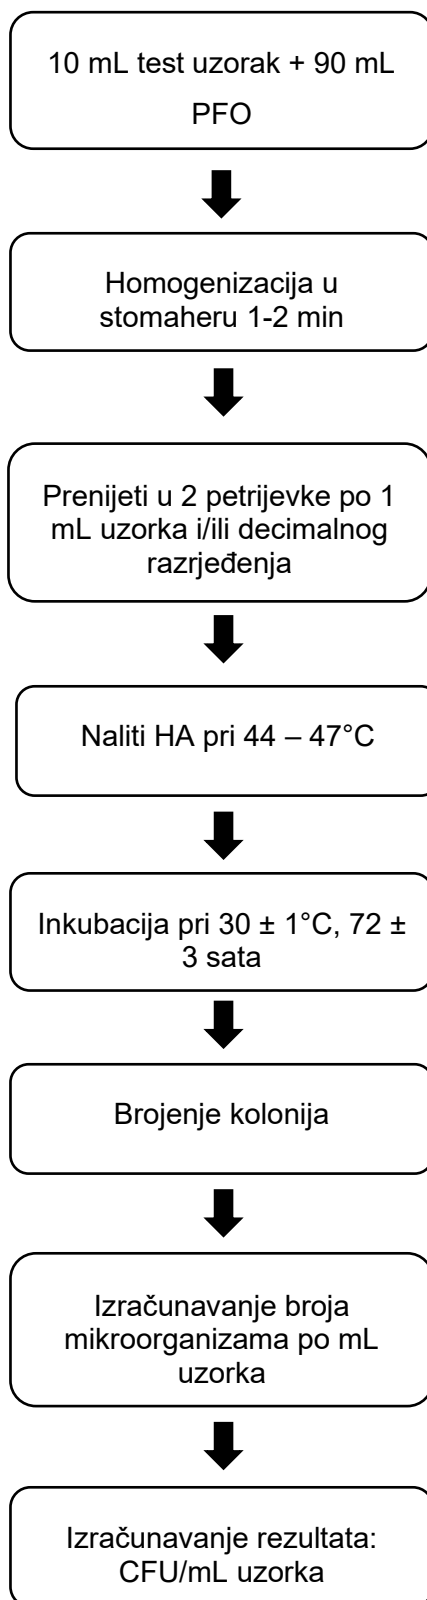 10 mL test uzorak + 90 mL
PFO
Homogenizacija u
stomaheru 1-2 min
Prenijeti u 2 petrijevke po 1
mL uzorka i/ili decimalnog
razrjeđenja
Naliti HA pri 44 – 47°C
Inkubacija pri 30 ± 1°C, 72 ±
3 sata
Brojenje kolonija
Izračunavanje broja
mikroorganizama po mL
uzorka
Izračunavanje rezultata:
CFU/mL uzorka